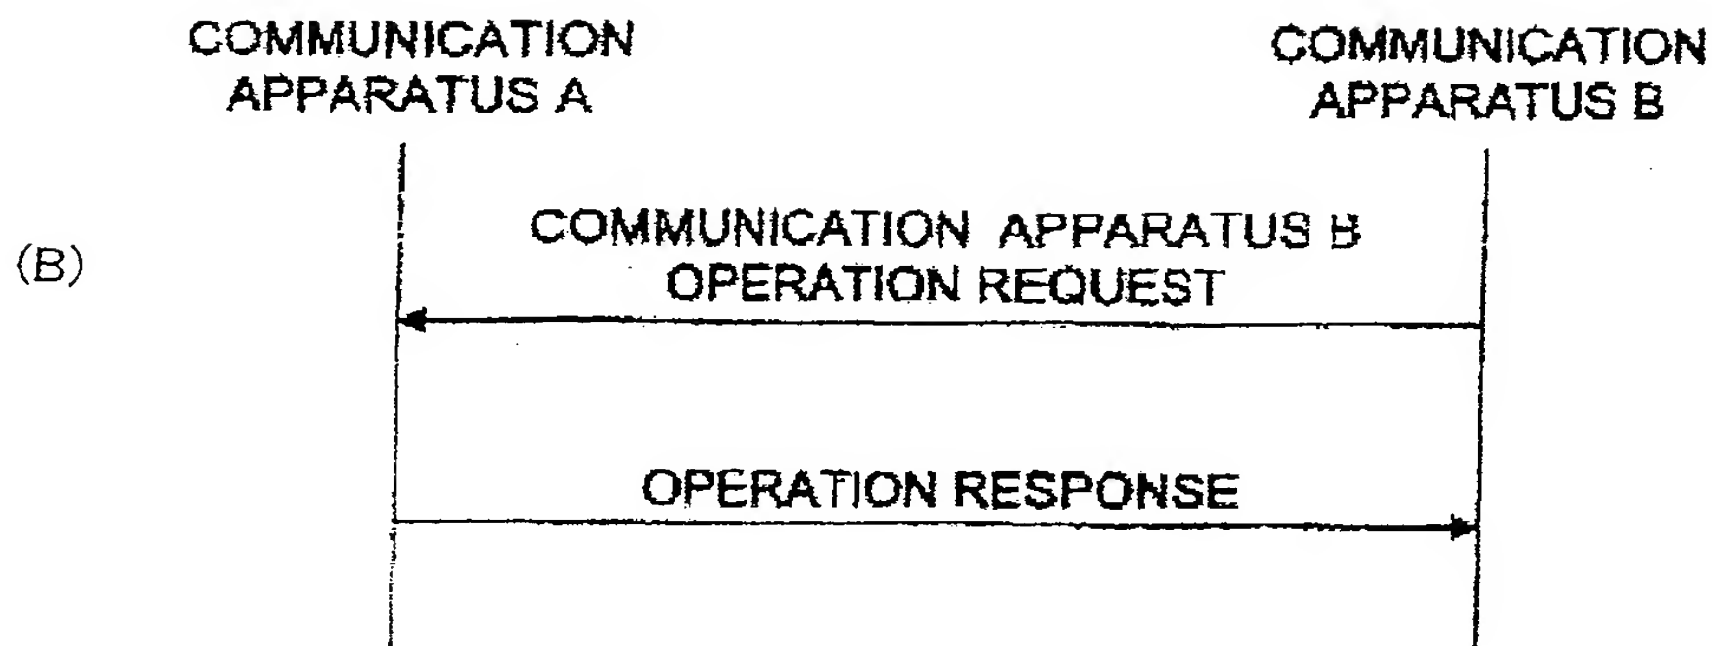 COMMUNICATION
APPARATUS A
COMMUNICATION
APPARATUS B
(B)
COMMUNICATION APPARATUS B
OPERATION REQUEST
OPERATION RESPONSE